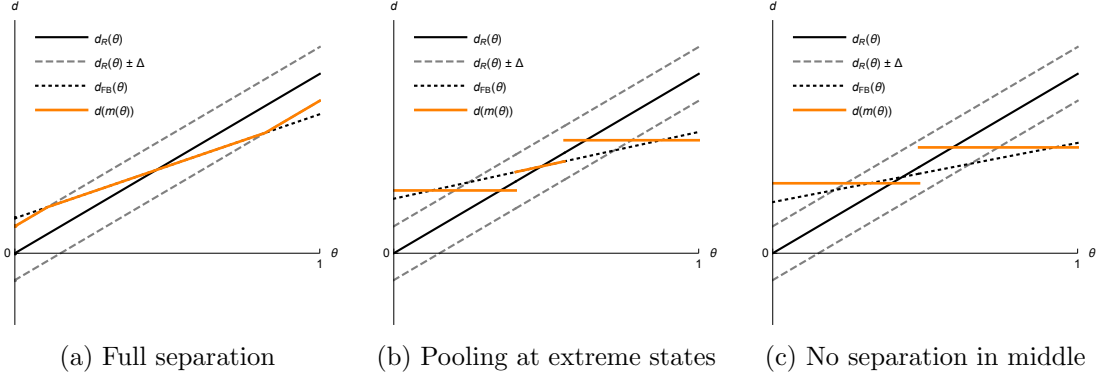 d
d_R(θ)
d_R(θ) ± Δ
d_FB(θ)
d(m(θ))
0
θ
1
(a) Full separation
d
d_R(θ)
d_R(θ) ± Δ
d_FB(θ)
d(m(θ))
0
θ
1
(b) Pooling at extreme states
d
d_R(θ)
d_R(θ) ± Δ
d_FB(θ)
d(m(θ))
0
θ
1
(c) No separation in middle